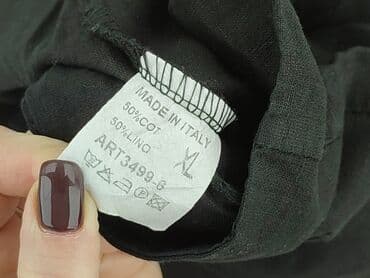 MADE IN ITALY
50%COT
50%LINO
XL
ART3499-6